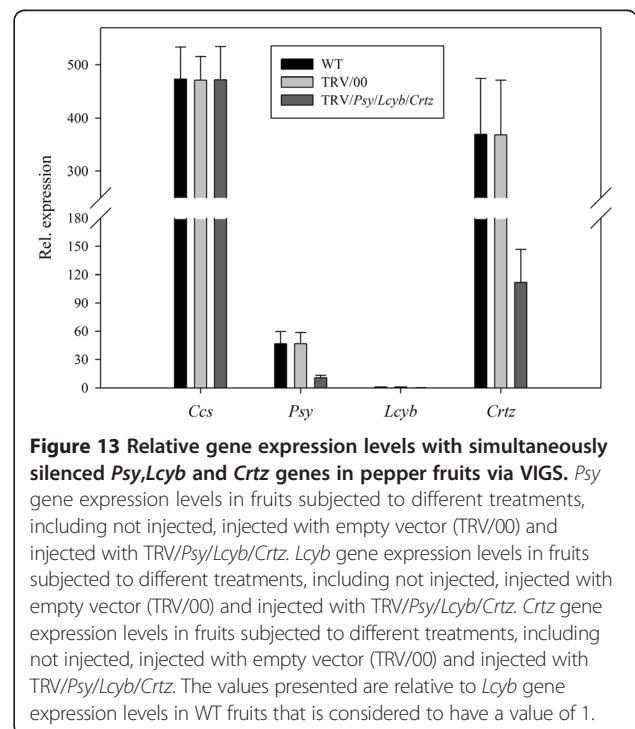 500
400
300
180
150
120
90
60
30
0
Rel. expression
WT
TRV/00
TRV/Psy/Lcyb/Crtz
Ccs Psy Lcyb Crtz
Figure 13 Relative gene expression levels with simultaneously
silenced Psy,Lcyb and Crtz genes in pepper fruits via VIGS. Psy
gene expression levels in fruits subjected to different treatments,
including not injected, injected with empty vector (TRV/00) and
injected with TRV/Psy/Lcyb/Crtz. Lcyb gene expression levels in fruits
subjected to different treatments, including not injected, injected with
empty vector (TRV/00) and injected with TRV/Psy/Lcyb/Crtz. Crtz gene
expression levels in fruits subjected to different treatments, including
not injected, injected with empty vector (TRV/00) and injected with
TRV/Psy/Lcyb/Crtz. The values presented are relative to Lcyb gene
expression levels in WT fruits that is considered to have a value of 1.